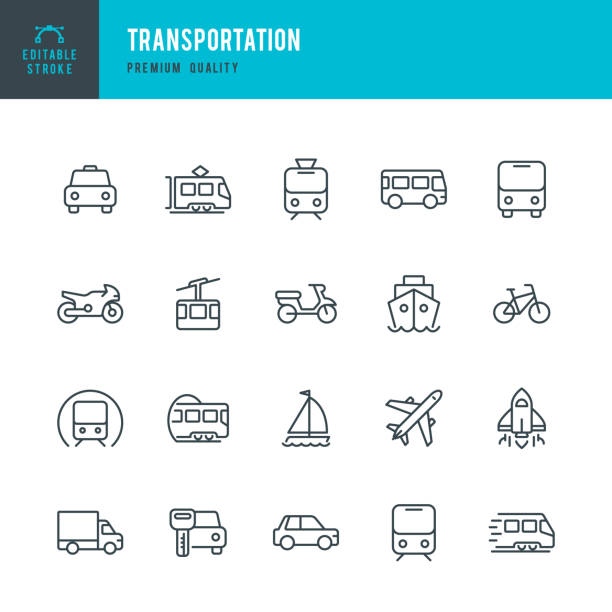 EDITABLE
STROKE
TRANSPORTATION
PREMIUM QUALITY